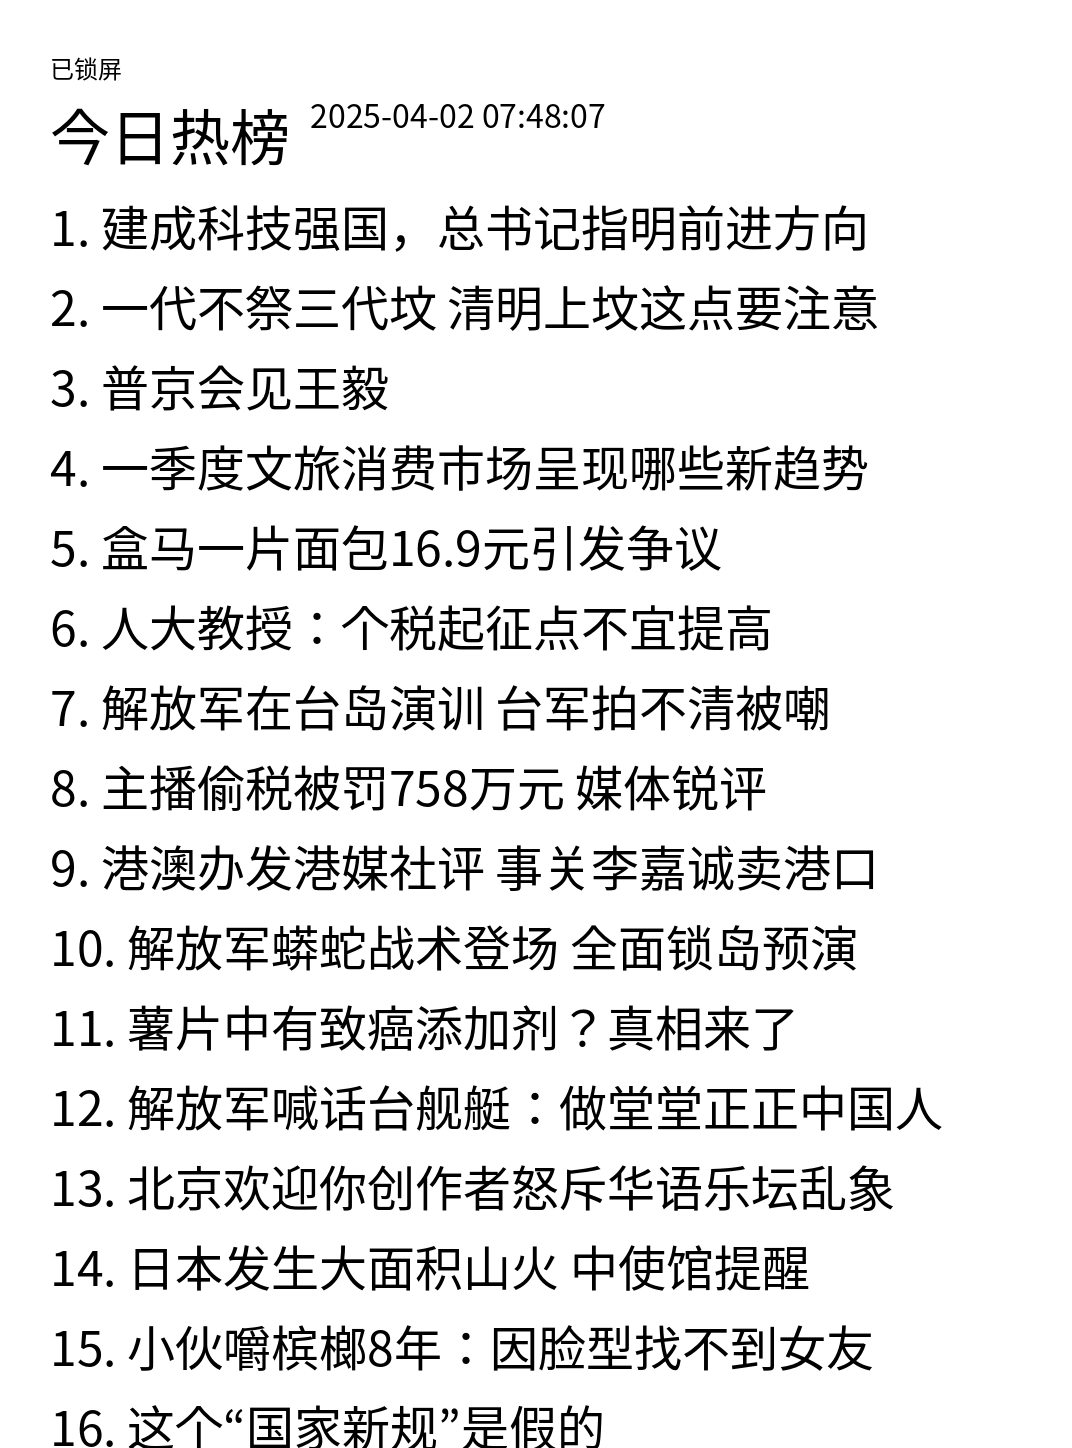 已锁屏
今日热榜 2025-04-02 07:48:07
1. 建成科技强国，总书记指明前进方向
2. 一代不祭三代坟 清明上坟这点要注意
3. 普京会见王毅
4. 一季度文旅消费市场呈现哪些新趋势
5. 盒马一片面包16.9元引发争议
6. 人大教授：个税起征点不宜提高
7. 解放军在台岛演训 台军拍不清被嘲
8. 主播偷税被罚758万元 媒体锐评
9. 港澳办发港媒社评 事关李嘉诚卖港口
10. 解放军蟒蛇战术登场 全面锁岛预演
11. 薯片中有致癌添加剂？真相来了
12. 解放军喊话台舰艇：做堂堂正正中国人
13. 北京欢迎你创作者怒斥华语乐坛乱象
14. 日本发生大面积山火 中使馆提醒
15. 小伙嚼槟榔8年：因脸型找不到女友
16. 这个“国家新规”是假的